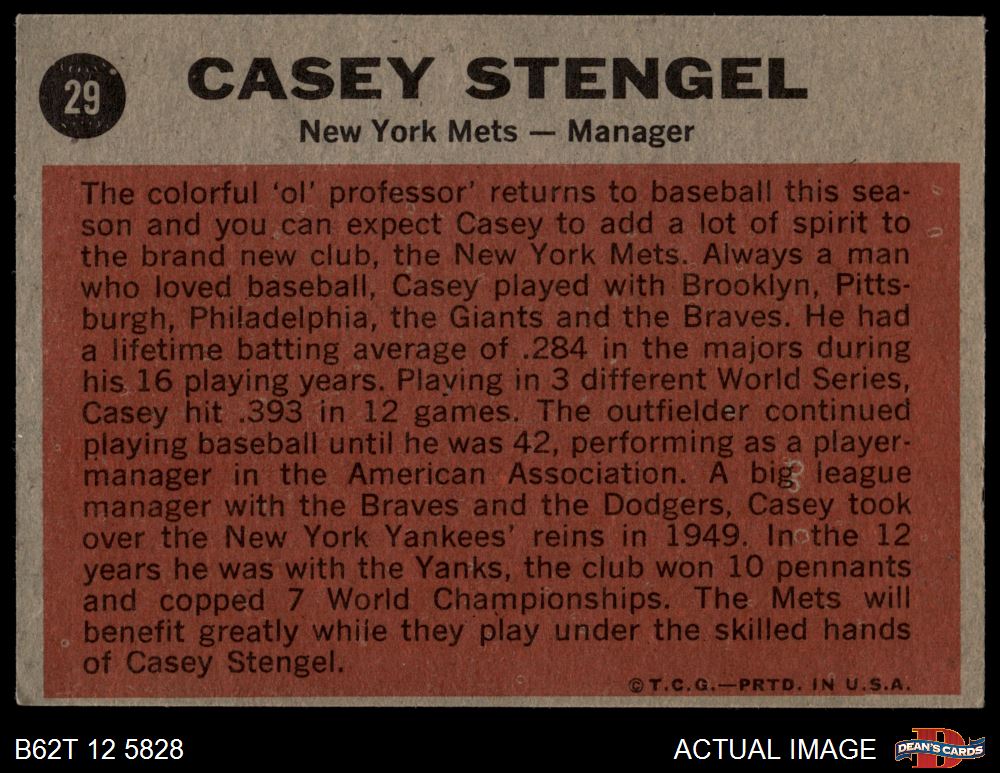 29
CASEY STENGEL
New York Mets — Manager
The colorful ‘ol’ professor’ returns to baseball this sea-
son and you can expect Casey to add a lot of spirit to
the brand new club, the New York Mets. Always a man
who loved baseball, Casey played with Brooklyn, Pitts-
burgh, Philadelphia, the Giants and the Braves. He had
a lifetime batting average of .284 in the majors during
his 16 playing years. Playing in 3 different World Series,
Casey hit .393 in 12 games. The outfielder continued
playing baseball until he was 42, performing as a player-
manager in the American Association. A big league
manager with the Braves and the Dodgers, Casey took
over the New York Yankees’ reins in 1949. In the 12
years he was with the Yanks, the club won 10 pennants
and copped 7 World Championships. The Mets will
benefit greatly while they play under the skilled hands
of Casey Stengel.
© T.C.G.—PRTD. IN U.S.A.
B62T 12 5828
ACTUAL IMAGE
D
DEAN'S CARDS